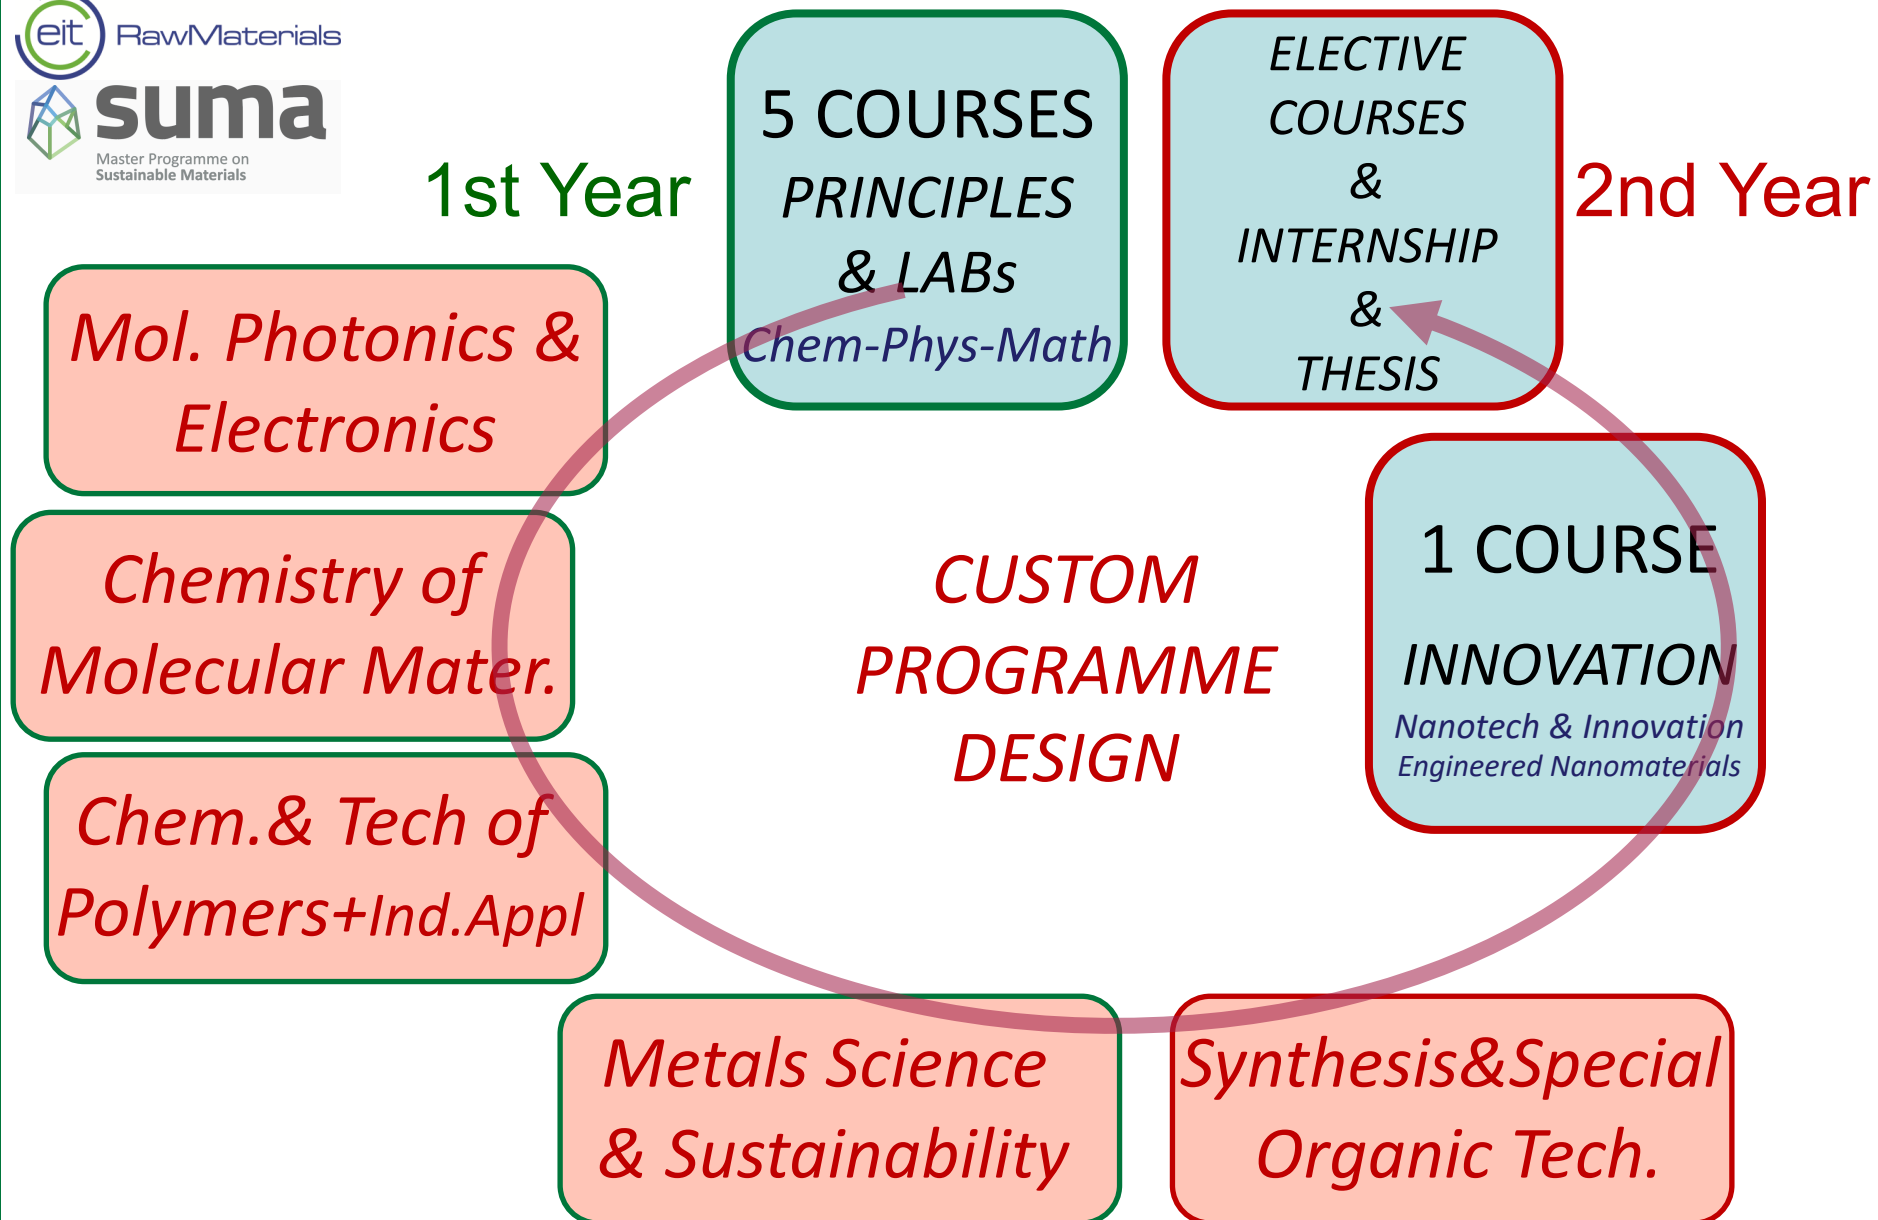 eit RawMaterials
suma
Master Programme on
Sustainable Materials
1st Year
5 COURSES
PRINCIPLES
& LABs
Chem-Phys-Math
ELECTIVE
COURSES
&
INTERNSHIP
&
THESIS
2nd Year
Mol. Photonics &
Electronics
Chemistry of
Molecular Mater.
Chem.& Tech of
Polymers+Ind.Appl
CUSTOM
PROGRAMME
DESIGN
1 COURSE
INNOVATION
Nanotech & Innovation
Engineered Nanomaterials
Metals Science
& Sustainability
Synthesis&Special
Organic Tech.